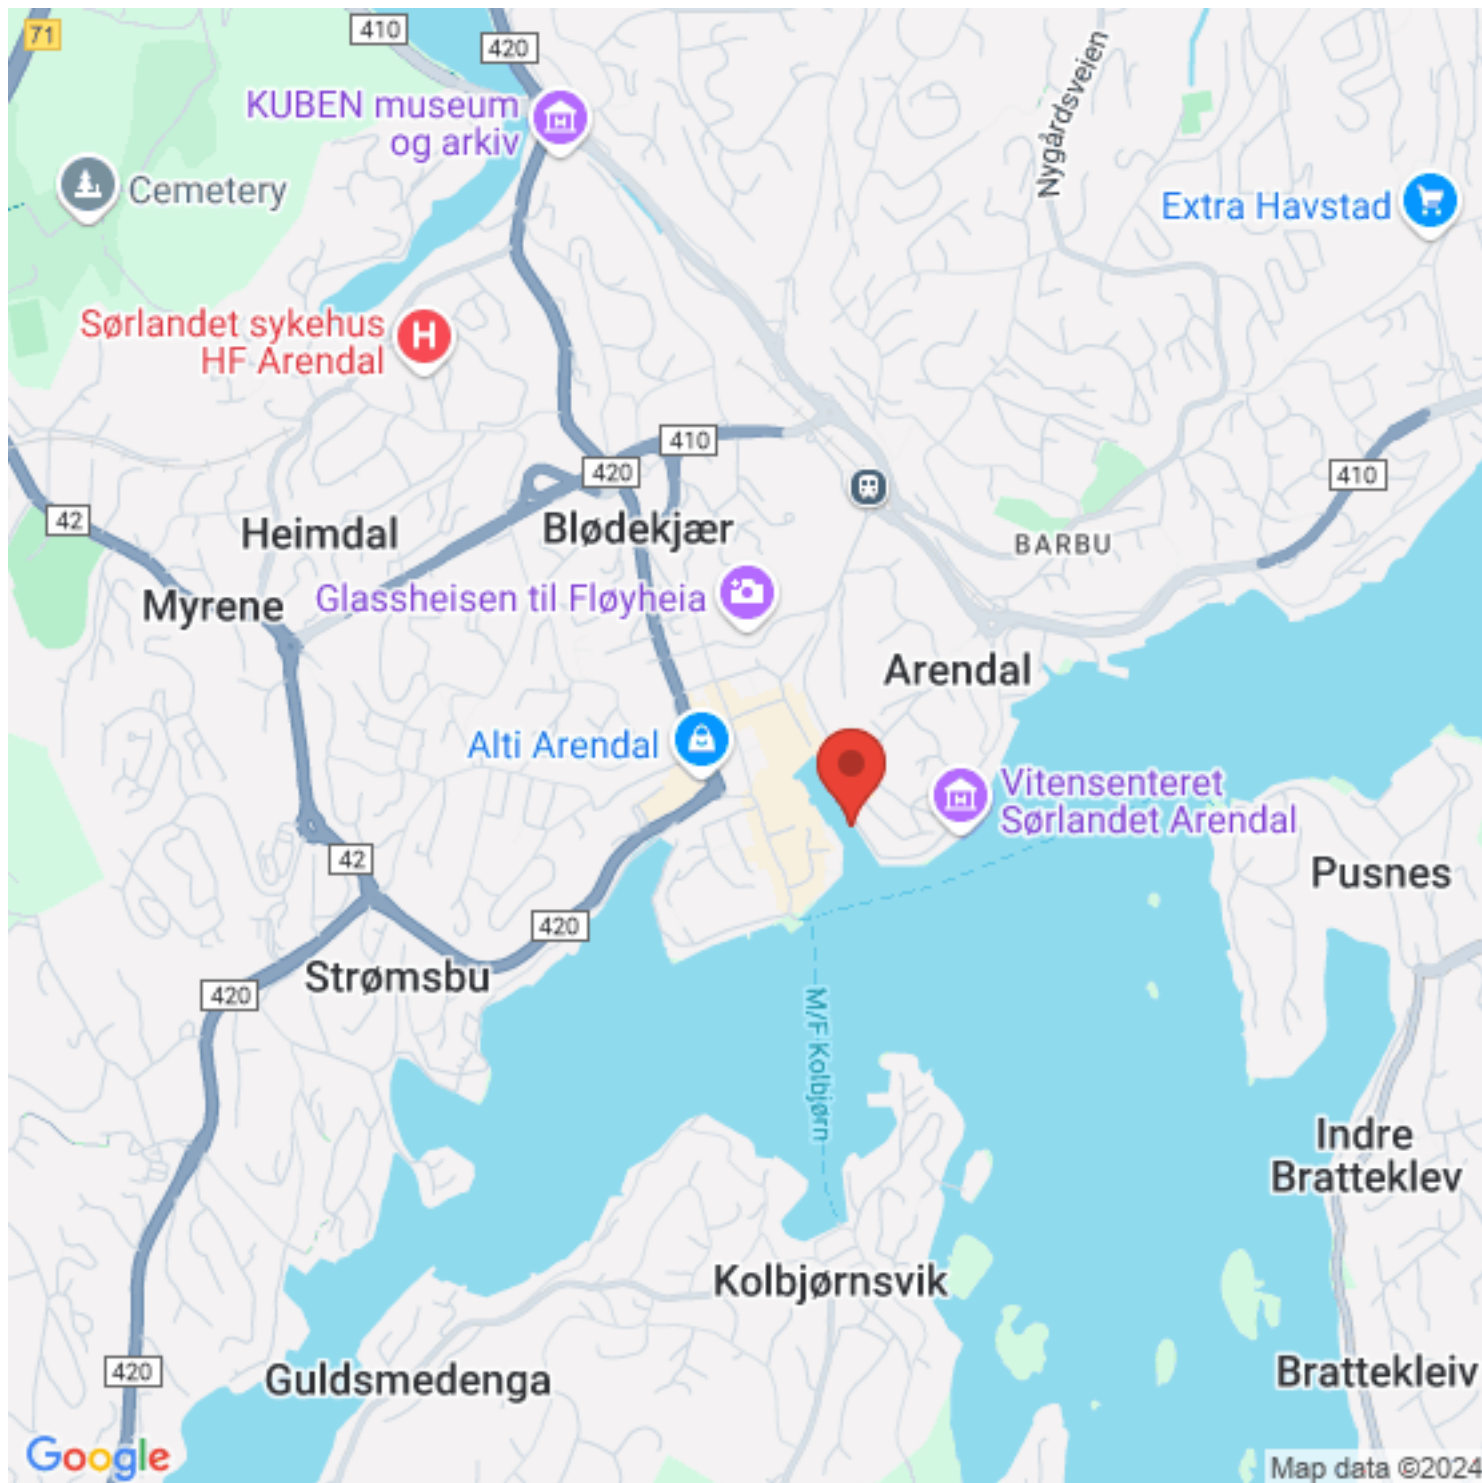 71
410
420
KUBEN museum
og arkiv
Nygårdsveien
Cemetery
Extra Havstad
Sørlandet sykehus
HF Arendal
410
420
410
42
Heimdal
Blødekjær
BARBU
Myrene
Glassheisen til Fløyheia
Arendal
Alti Arendal
Vitensenteret
Sørlandet Arendal
42
Pusnes
420
Strømsbu
420
M/F Kolbjørn
Indre
Bratteklev
Kolbjørnsvik
420
Guldsmedenga
Brattekleiv
Google
Map data ©2024